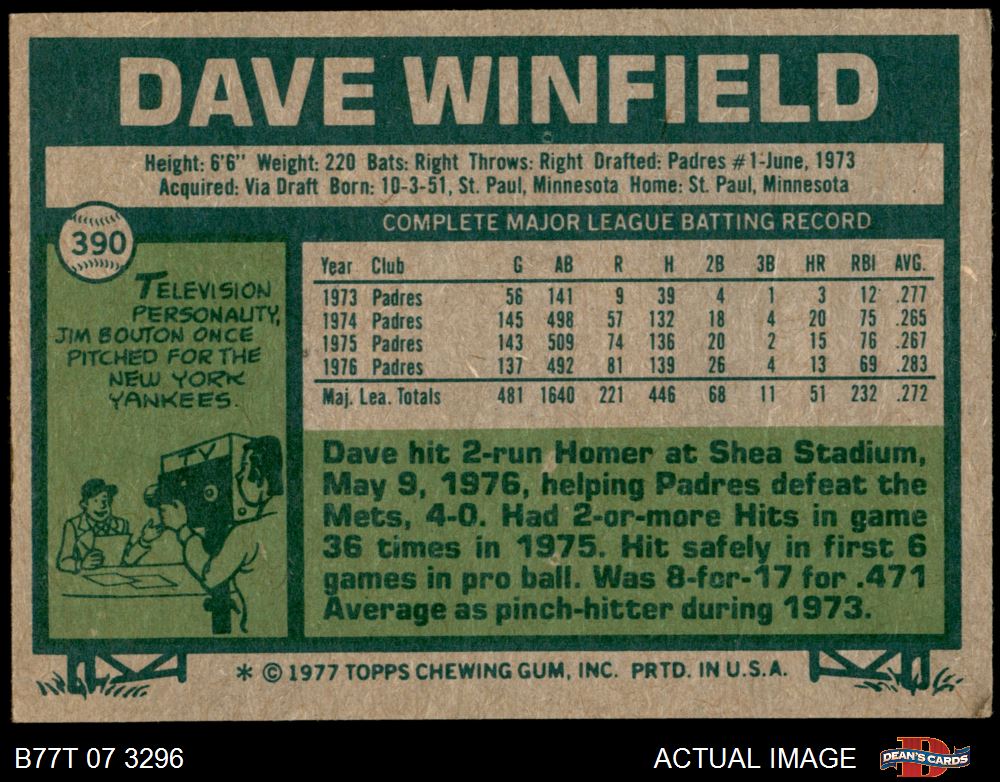 DAVE WINFIELD
Height: 6'6" Weight: 220 Bats: Right Throws: Right Drafted: Padres #1-June, 1973
Acquired: Via Draft Born: 10-3-51, St. Paul, Minnesota Home: St. Paul, Minnesota
390
COMPLETE MAJOR LEAGUE BATTING RECORD
Year Club G AB R H 2B 3B HR RBI AVG.
1973 Padres 56 141 9 39 4 1 3 12 .277
1974 Padres 145 498 57 132 18 4 20 75 .265
1975 Padres 143 509 74 136 20 2 15 76 .267
1976 Padres 137 492 81 139 26 4 13 69 .283
Maj. Lea. Totals 481 1640 221 446 68 11 51 232 .272
TELEVISION
PERSONALITY,
JIM BOUTON ONCE
PITCHED FOR THE
NEW YORK
YANKEES.
TV
Dave hit 2-run Homer at Shea Stadium,
May 9, 1976, helping Padres defeat the
Mets, 4-0. Had 2-or-more Hits in game
36 times in 1975. Hit safely in first 6
games in pro ball. Was 8-for-17 for .471
Average as pinch-hitter during 1973.
* © 1977 TOPPS CHEWING GUM, INC. PRTD. IN U.S.A.
B77T 07 3296
ACTUAL IMAGE
D
DEAN'S CARDS